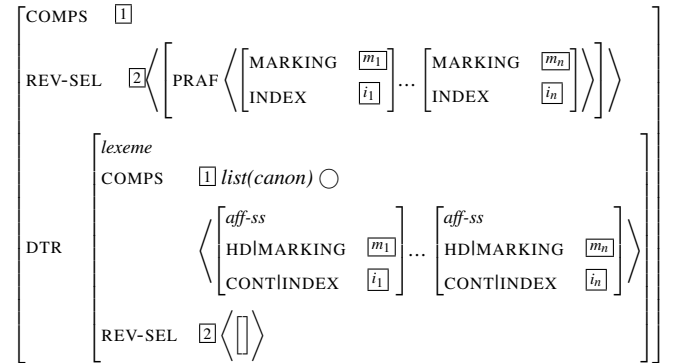 COMPS 1
REV-SEL 2 ⟨[PRAF ⟨[MARKING m1 INDEX i1] ... [MARKING mn INDEX in]⟩]⟩
DTR
lexeme
COMPS 1 list(canon) ○
⟨[aff-ss HD|MARKING m1 CONT|INDEX i1] ... [aff-ss HD|MARKING mn CONT|INDEX in]⟩
REV-SEL 2 ⟨[]⟩